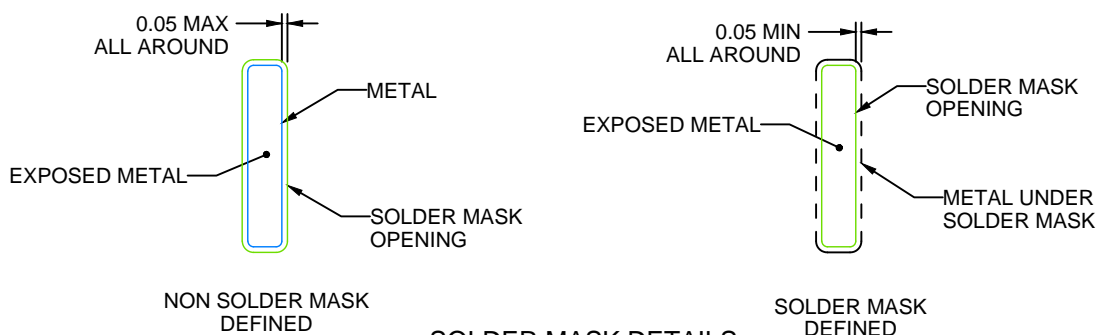 0.05 MAX
ALL AROUND
METAL
EXPOSED METAL
SOLDER MASK
OPENING
NON SOLDER MASK
DEFINED
0.05 MIN
ALL AROUND
SOLDER MASK
OPENING
EXPOSED METAL
METAL UNDER
SOLDER MASK
SOLDER MASK
DEFINED
SOLDER MASK DETAILS